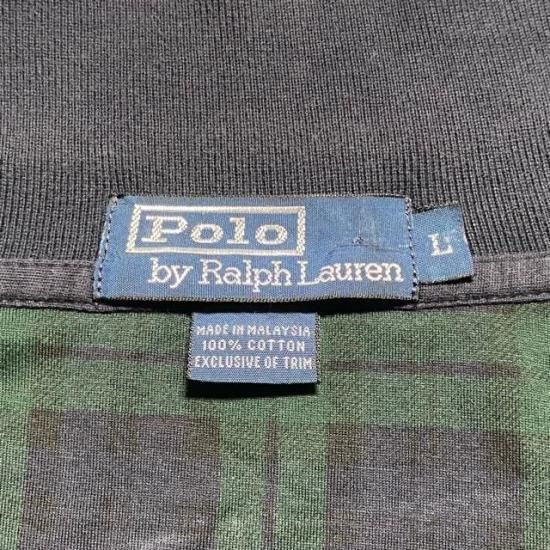 Polo
by Ralph Lauren
L
MADE IN MALAYSIA
100% COTTON
EXCLUSIVE OF TRIM